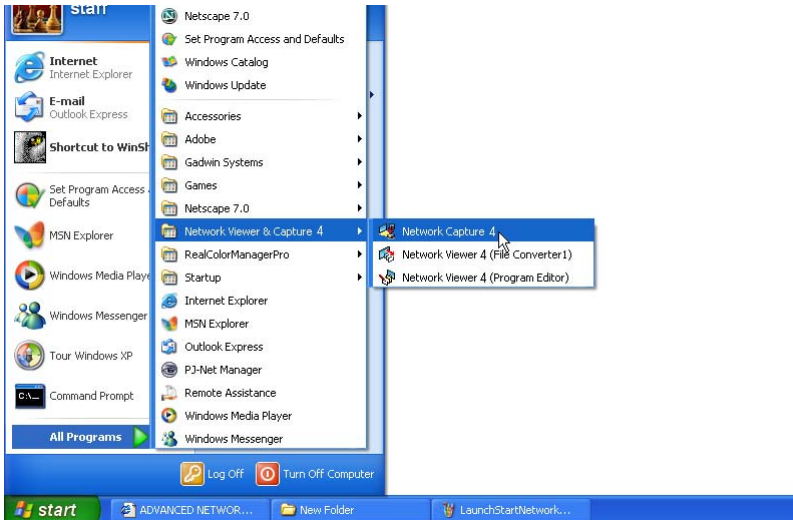 staff
Internet
Internet Explorer
E-mail
Outlook Express
Shortcut to WinSh
Set Program Access
Defaults
MSN Explorer
Windows Media Playe
Windows Messenger
Tour Windows XP
C:\_
Command Prompt
All Programs
Netscape 7.0
Set Program Access and Defaults
Windows Catalog
Windows Update
Accessories
Adobe
Gadwin Systems
Games
Netscape 7.0
Network Viewer & Capture 4
RealColorManagerPro
Startup
Internet Explorer
MSN Explorer
Outlook Express
PJ-Net Manager
Remote Assistance
Windows Media Player
Windows Messenger
Network Capture 4
Network Viewer 4 (File Converter1)
Network Viewer 4 (Program Editor)
Log Off
Turn Off Computer
start
ADVANCED NETWOR...
New Folder
LaunchStartNetwork...